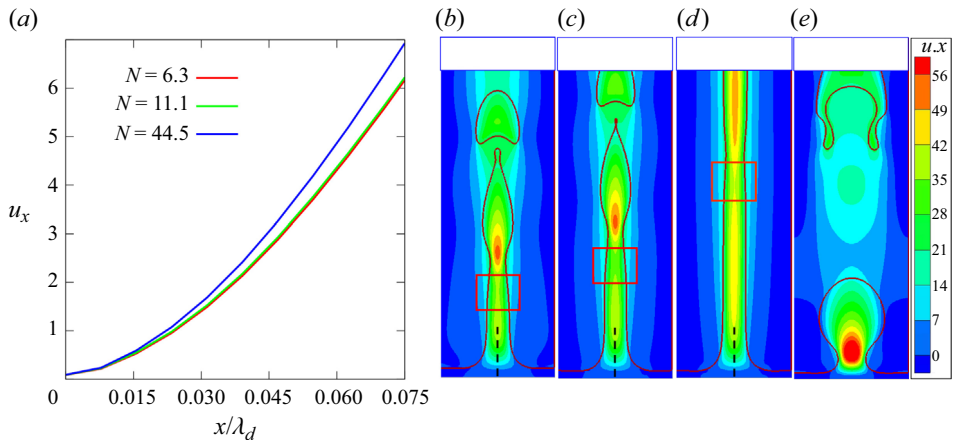 (a)
(b)
(c)
(d)
(e)
6
5
4
3
2
1
u_x
N = 6.3
N = 11.1
N = 44.5
0 0.015 0.030 0.045 0.060 0.075
x/λ_d
u.x
56
49
42
35
28
21
14
7
0